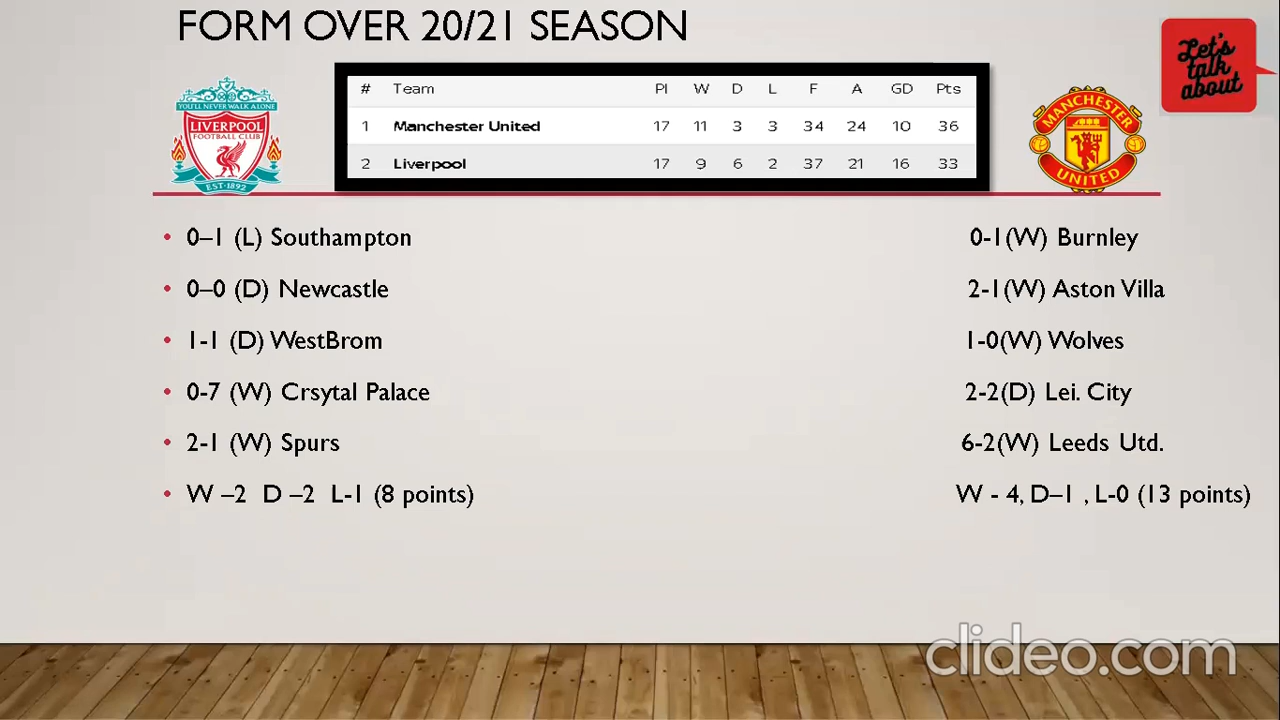 FORM OVER 20/21 SEASON
Let's
talk
about
YOU'LL NEVER WALK ALONE
LIVERPOOL
FOOTBALL CLUB
EST·1892
# Team Pl W D L F A GD Pts
1 Manchester United 17 11 3 3 34 24 10 36
2 Liverpool 17 9 6 2 37 21 16 33
MANCHESTER
UNITED
• 0–1 (L) Southampton
• 0–0 (D) Newcastle
• 1-1 (D) WestBrom
• 0-7 (W) Crsytal Palace
• 2-1 (W) Spurs
• W –2 D –2 L-1 (8 points)
0-1(W) Burnley
2-1(W) Aston Villa
1-0(W) Wolves
2-2(D) Lei. City
6-2(W) Leeds Utd.
W - 4, D–1 , L-0 (13 points)
clideo.com